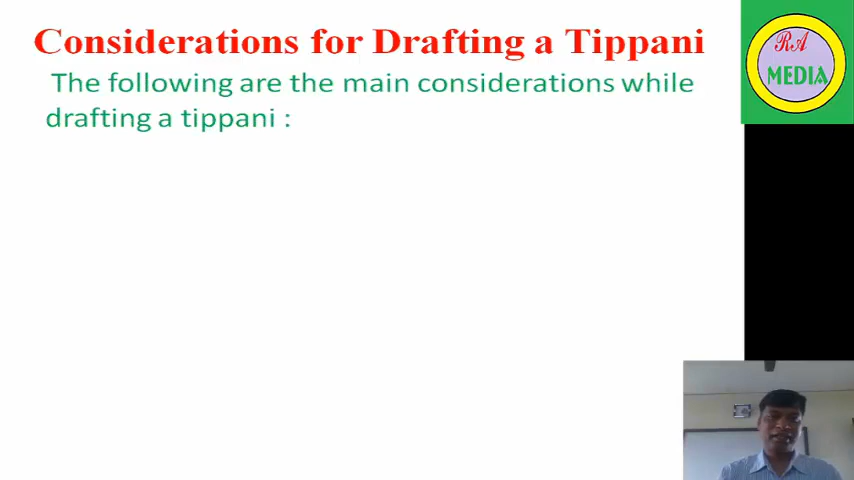 Considerations for Drafting a Tippani
The following are the main considerations while
drafting a tippani :
RA
MEDIA